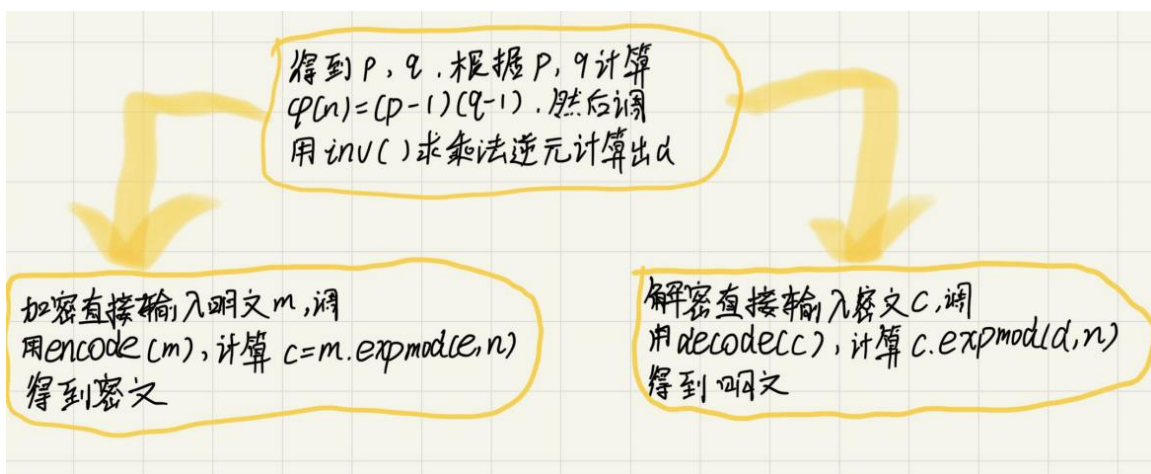 得到p,q.根据p,q计算
φ(n)=(p-1)(q-1).然后调
用inv()求乘法逆元计算出d
加密直接输入明文m,调
用encode(m),计算 c=m.expmod(e,n)
得到密文
解密直接输入密文c,调
用decode(c),计算c.expmod(d,n)
得到明文